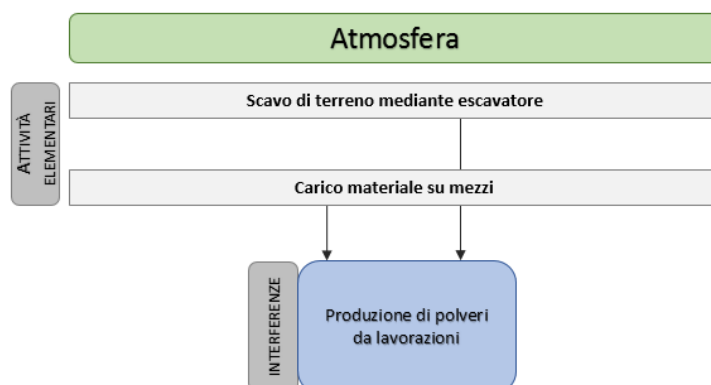 Atmosfera
ATTIVITÀ
ELEMENTARI
Scavo di terreno mediante escavatore
Carico materiale su mezzi
INTERFERENZE
Produzione di polveri
da lavorazioni